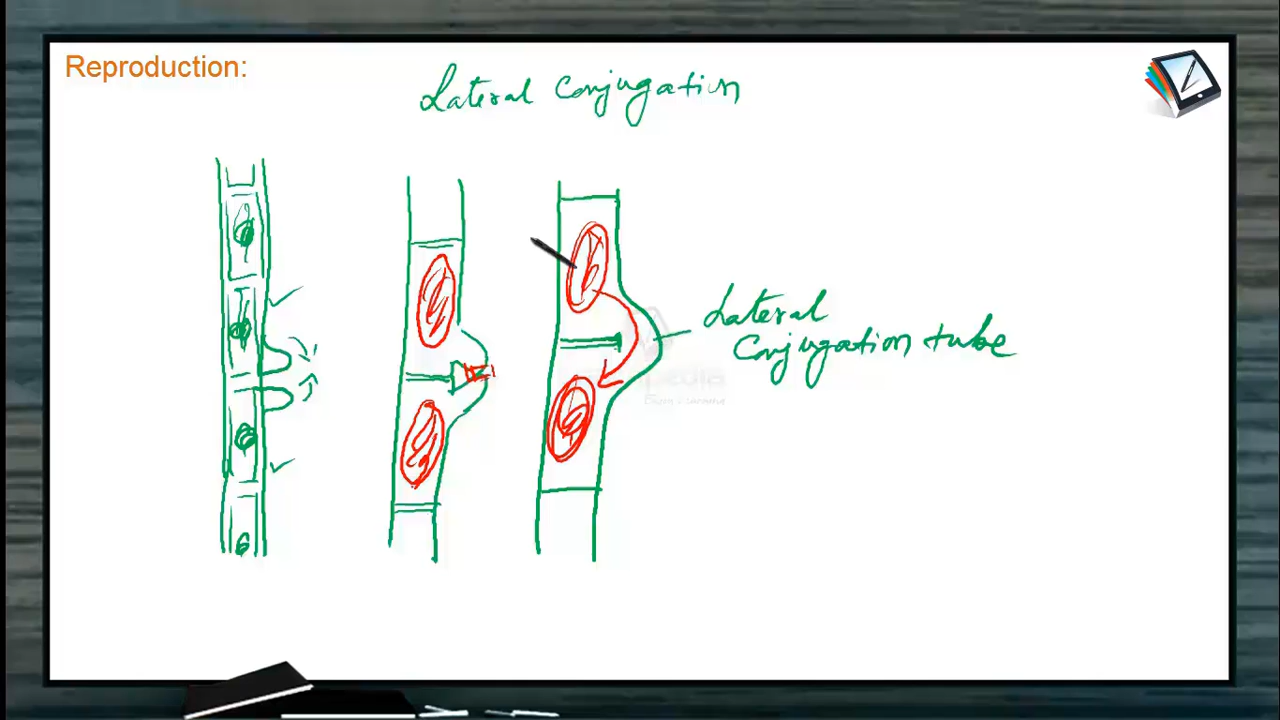 Reproduction:
Lateral Conjugation
Lateral
Conjugation tube